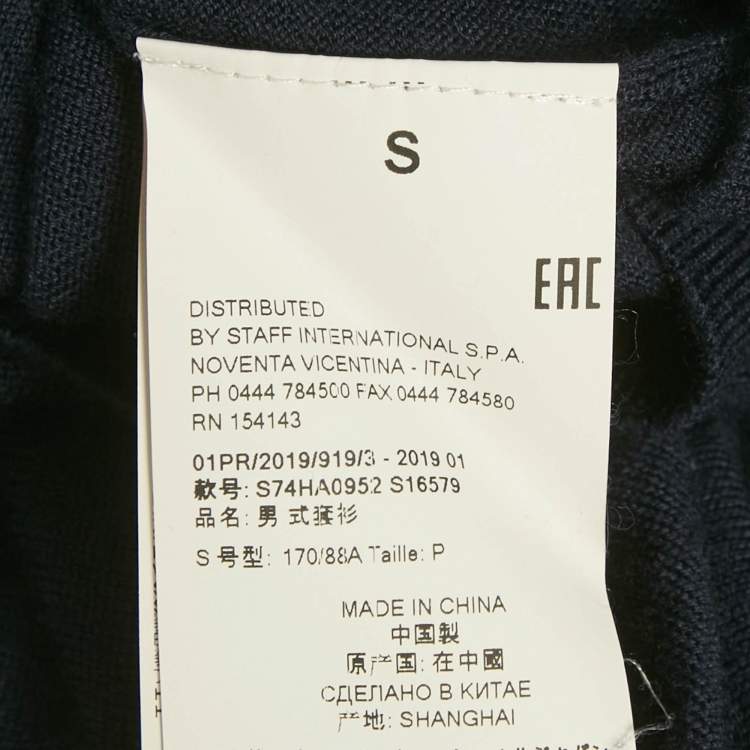 S
EAC
DISTRIBUTED
BY STAFF INTERNATIONAL S.P.A.
NOVENTA VICENTINA - ITALY
PH 0444 784500 FAX 0444 784580
RN 154143
01PR/2019/919/3 - 2019 01
款号: S74HA0952 S16579
品名: 男式
S 号型: 170/88A Taille: P
MADE IN CHINA
中国製
原产国: 在中國
СДЕЛАНО В КИТАЕ
产地: SHANGHAI